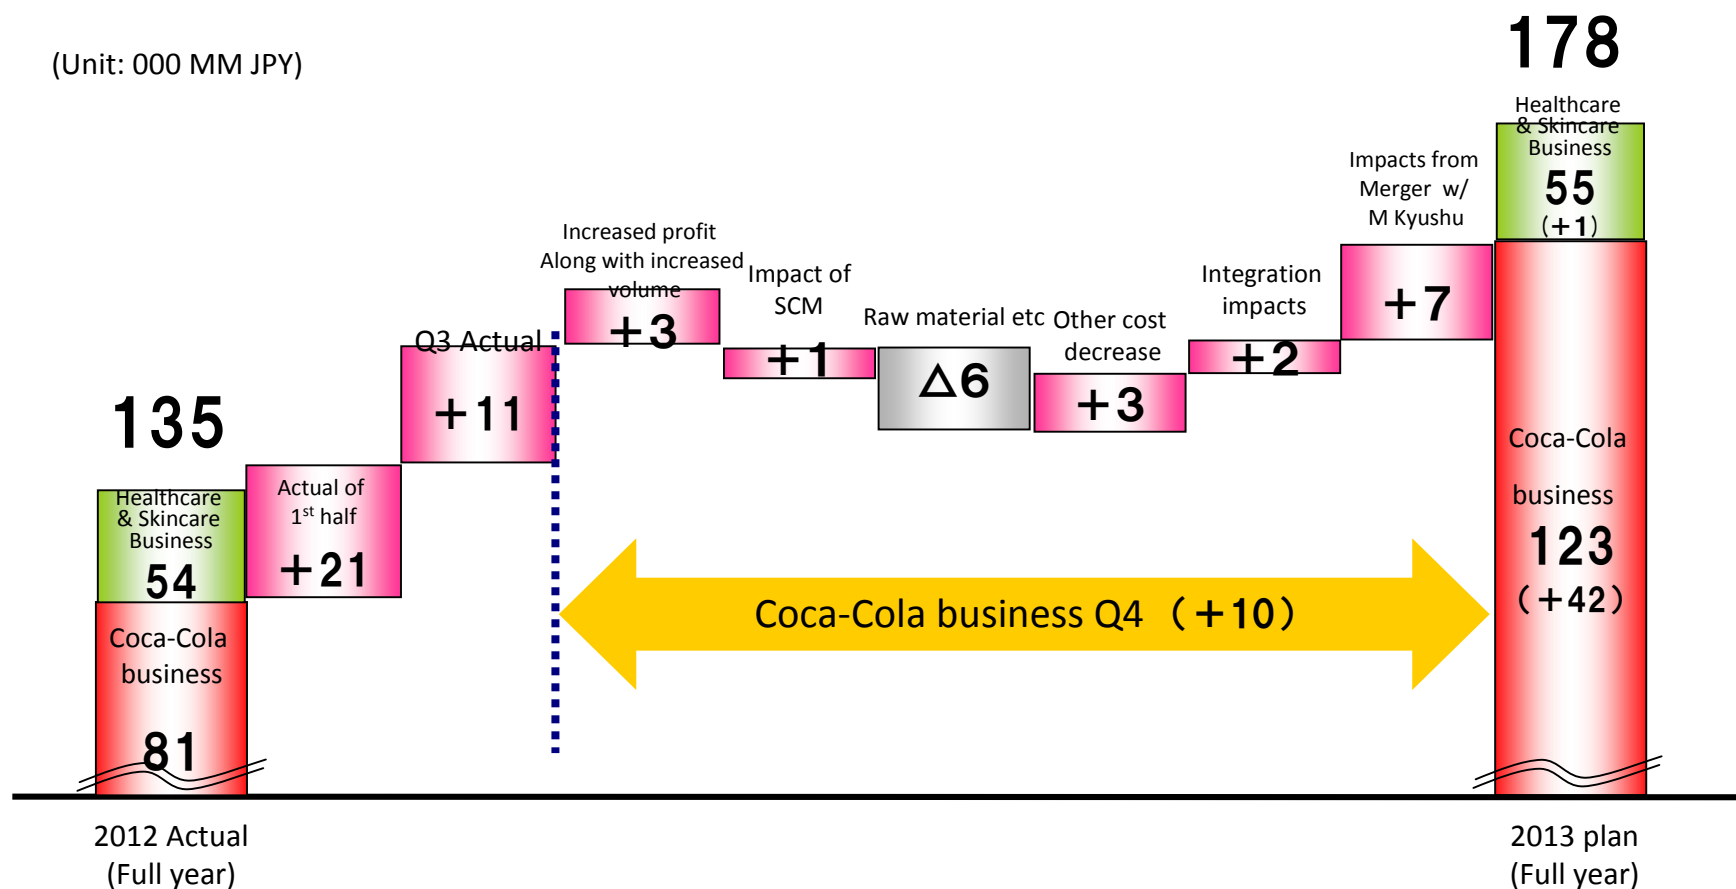 (Unit: 000 MM JPY)
135
Healthcare
& Skincare
Business
54
Coca-Cola
business
81
2012 Actual
(Full year)
Actual of
1st half
+21
Q3 Actual
+11
Increased profit
Along with increased
volume
+3
Impact of
SCM
+1
Raw material etc
△6
Other cost
decrease
+3
Integration
impacts
+2
Impacts from
Merger w/
M Kyushu
+7
Coca-Cola business Q4 (+10)
178
Healthcare
& Skincare
Business
55
(+1)
Coca-Cola
business
123
(+42)
2013 plan
(Full year)